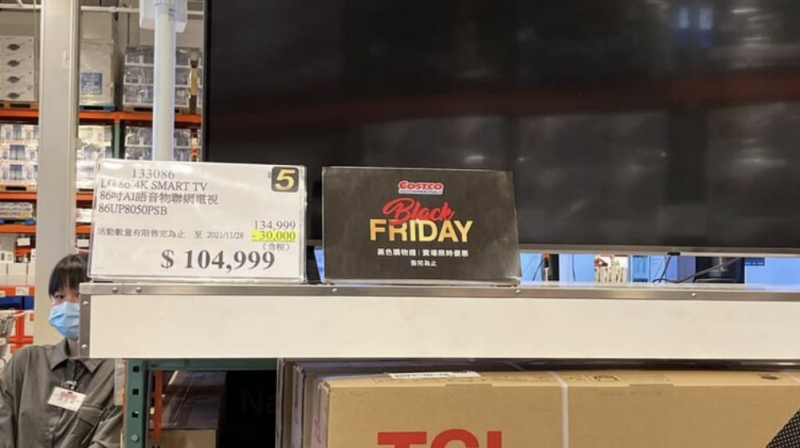 133086
5
LG 86 4K SMART TV
86吋AI語音物聯網電視
86UP8050PSB
134,999
活動數量有限售完為止 至 2021/11/28
- 30,000
(含稅)
$ 104,999
COSTCO
Black
FRIDAY
黑色購物週 | 賣場限時優惠
售完為止
TCL